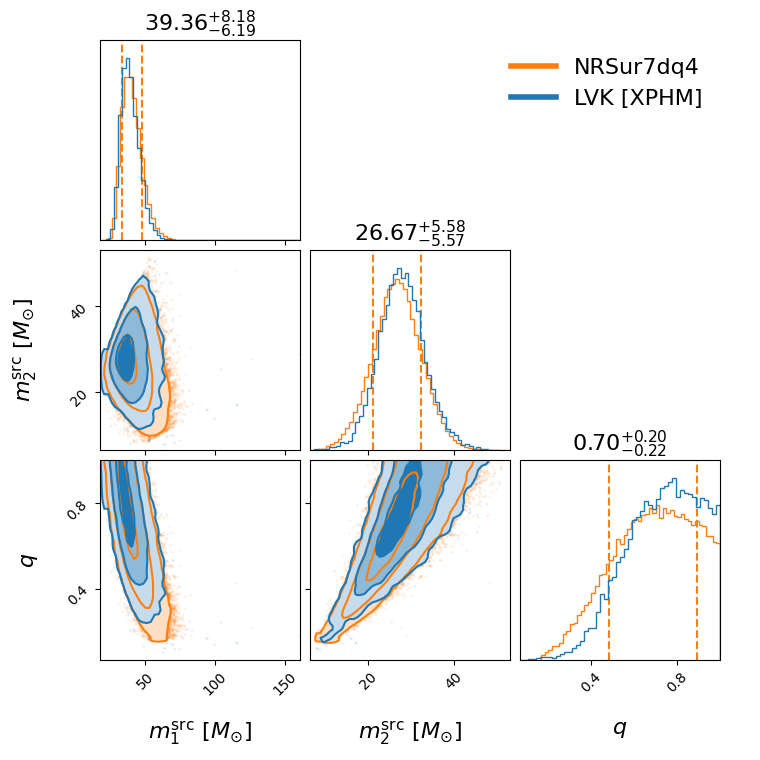 39.36+8.18−6.19
NRSur7dq4
LVK [XPHM]
26.67+5.58−5.57
m2src [M⊙]
40
20
0.70+0.20−0.22
q
0.8
0.4
50
100
150
20
40
0.4
0.8
m1src [M⊙]
m2src [M⊙]
q